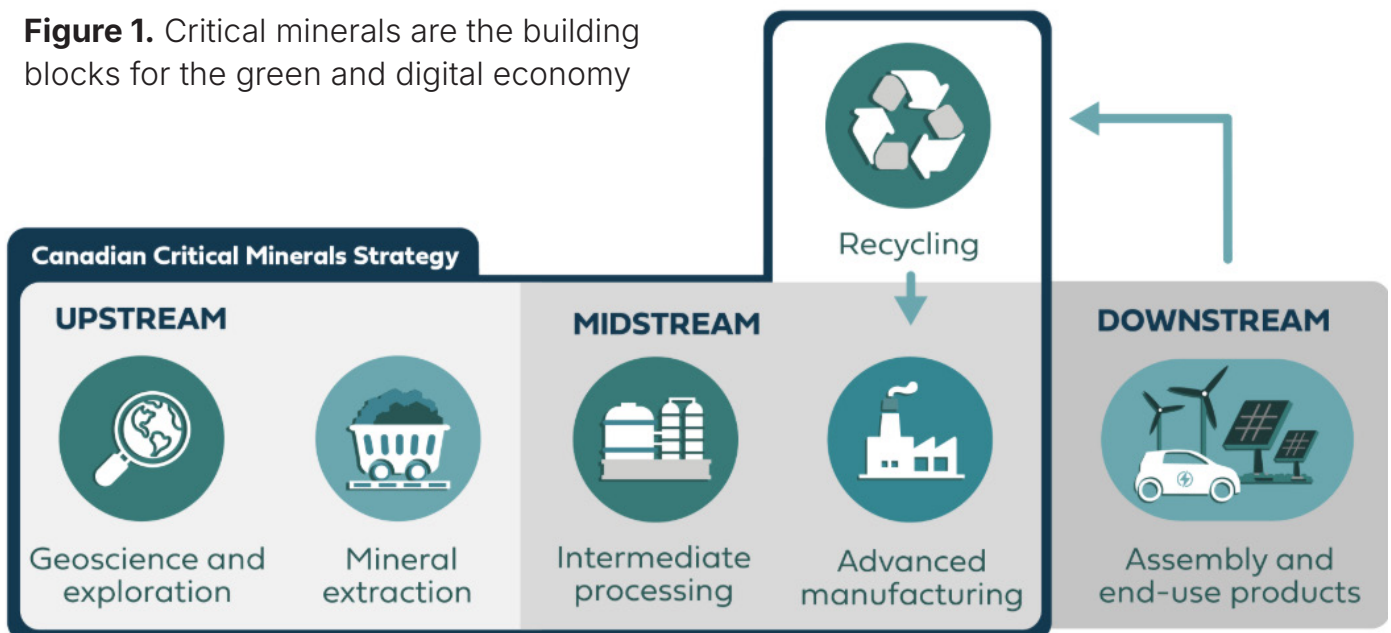 Figure 1. Critical minerals are the building
blocks for the green and digital economy
Recycling
Canadian Critical Minerals Strategy
UPSTREAM
MIDSTREAM
DOWNSTREAM
Geoscience and
exploration
Mineral
extraction
Intermediate
processing
Advanced
manufacturing
Assembly and
end-use products